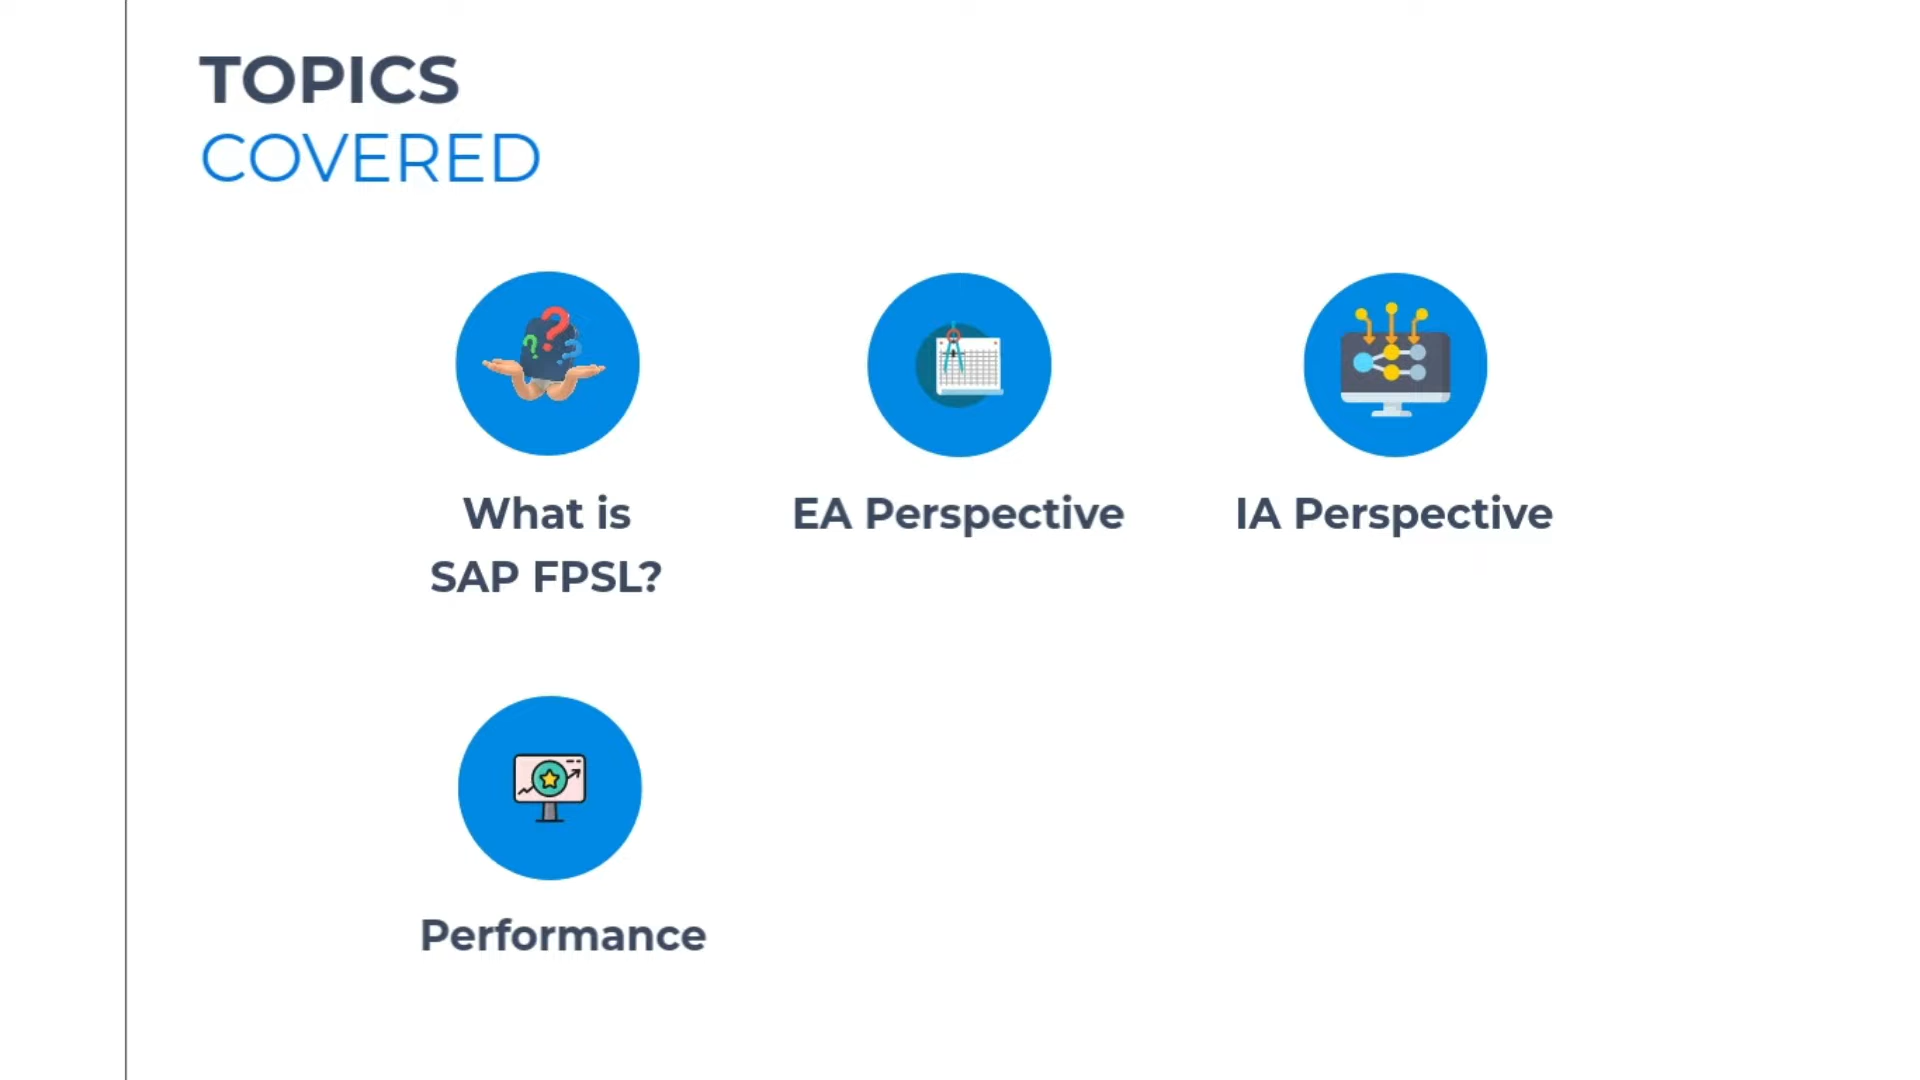 TOPICS
COVERED
What is
SAP FPSL?
EA Perspective
IA Perspective
Performance